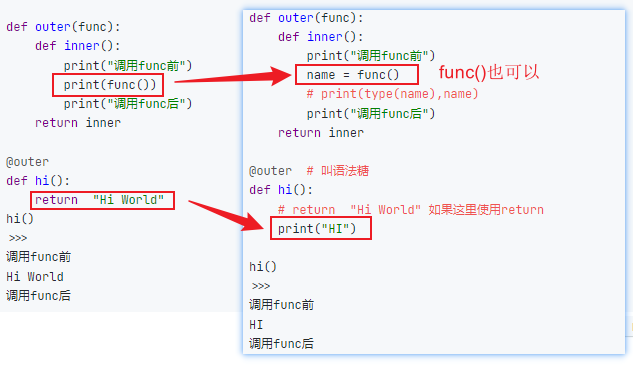 def outer(func):
    def inner():
        print("调用func前")
        print(func())
        print("调用func后")
    return inner

@outer
def hi():
    return  "Hi World"
hi()
>>>
调用func前
Hi World
调用func后
def outer(func):
    def inner():
        print("调用func前")
        name = func()
func()也可以
        # print(type(name),name)
        print("调用func后")
    return inner

@outer  # 叫语法糖
def hi():
    # return  "Hi World" 如果这里使用return
    print("HI")

hi()
>>>
调用func前
HI
调用func后